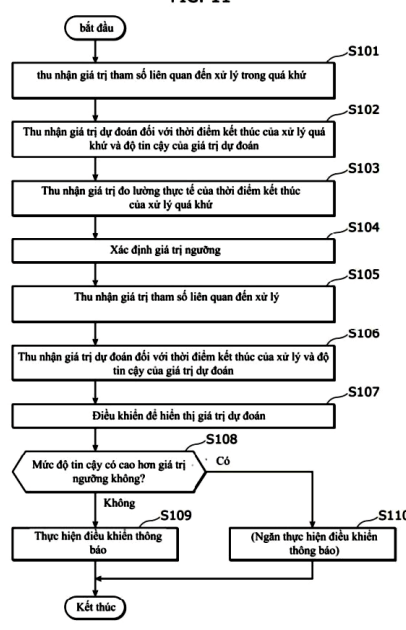 FIG. 11
bắt đầu
S101
thu nhận giá trị tham số liên quan đến xử lý trong quá khứ
S102
Thu nhận giá trị dự đoán đối với thời điểm kết thúc của xử lý quá
khứ và độ tin cậy của giá trị dự đoán
S103
Thu nhận giá trị đo lường thực tế của thời điểm kết thúc
của xử lý quá khứ
S104
Xác định giá trị ngưỡng
S105
Thu nhận giá trị tham số liên quan đến xử lý
S106
Thu nhận giá trị dự đoán đối với thời điểm kết thúc của xử lý và độ
tin cậy của giá trị dự đoán
S107
Điều khiển để hiển thị giá trị dự đoán
S108
Mức độ tin cậy có cao hơn giá trị
ngưỡng không?
Có
Không
S109
Thực hiện điều khiển thông
báo
S110
(Ngăn thực hiện điều khiển
thông báo)
Kết thúc